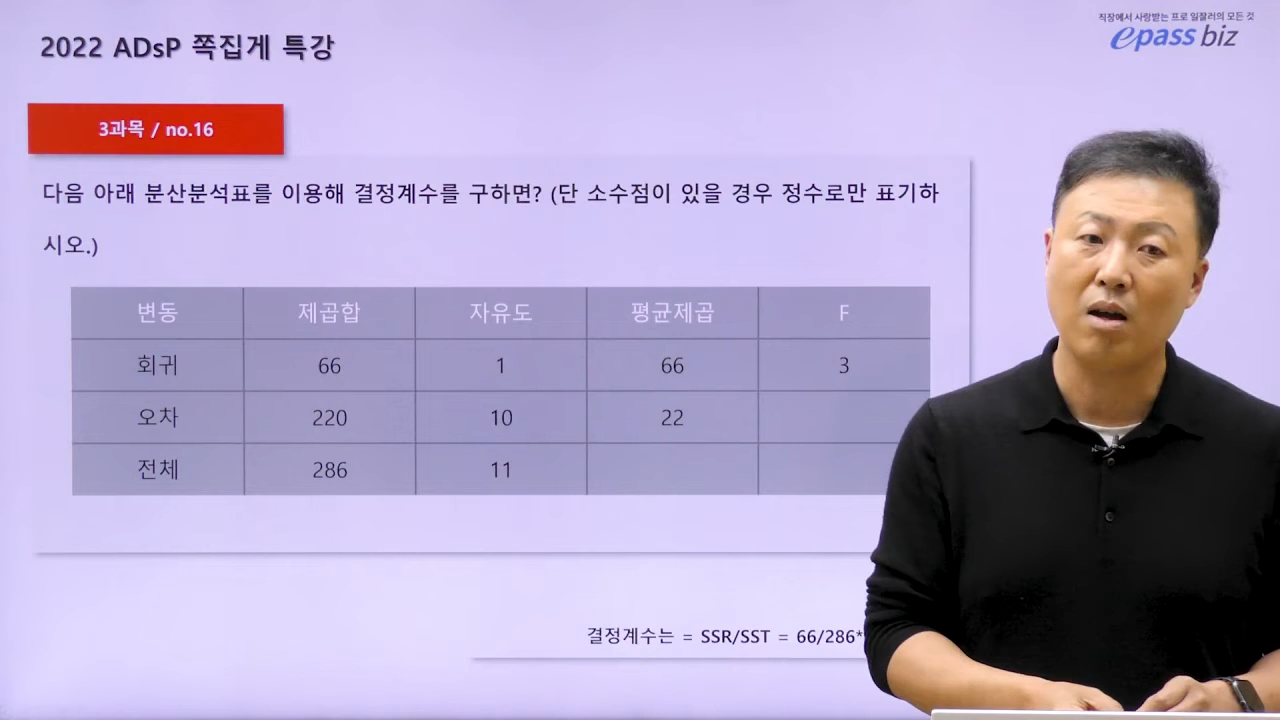 직장에서 사랑받는 프로 일잘러의 모든 것
2022 ADsP 쪽집게 특강
epass biz
3과목 / no.16
다음 아래 분산분석표를 이용해 결정계수를 구하면? (단 소수점이 있을 경우 정수로만 표기하
시오.)
변동 제곱합 자유도 평균제곱 F
회귀 66 1 66 3
오차 220 10 22
전체 286 11
결정계수는 = SSR/SST = 66/286*